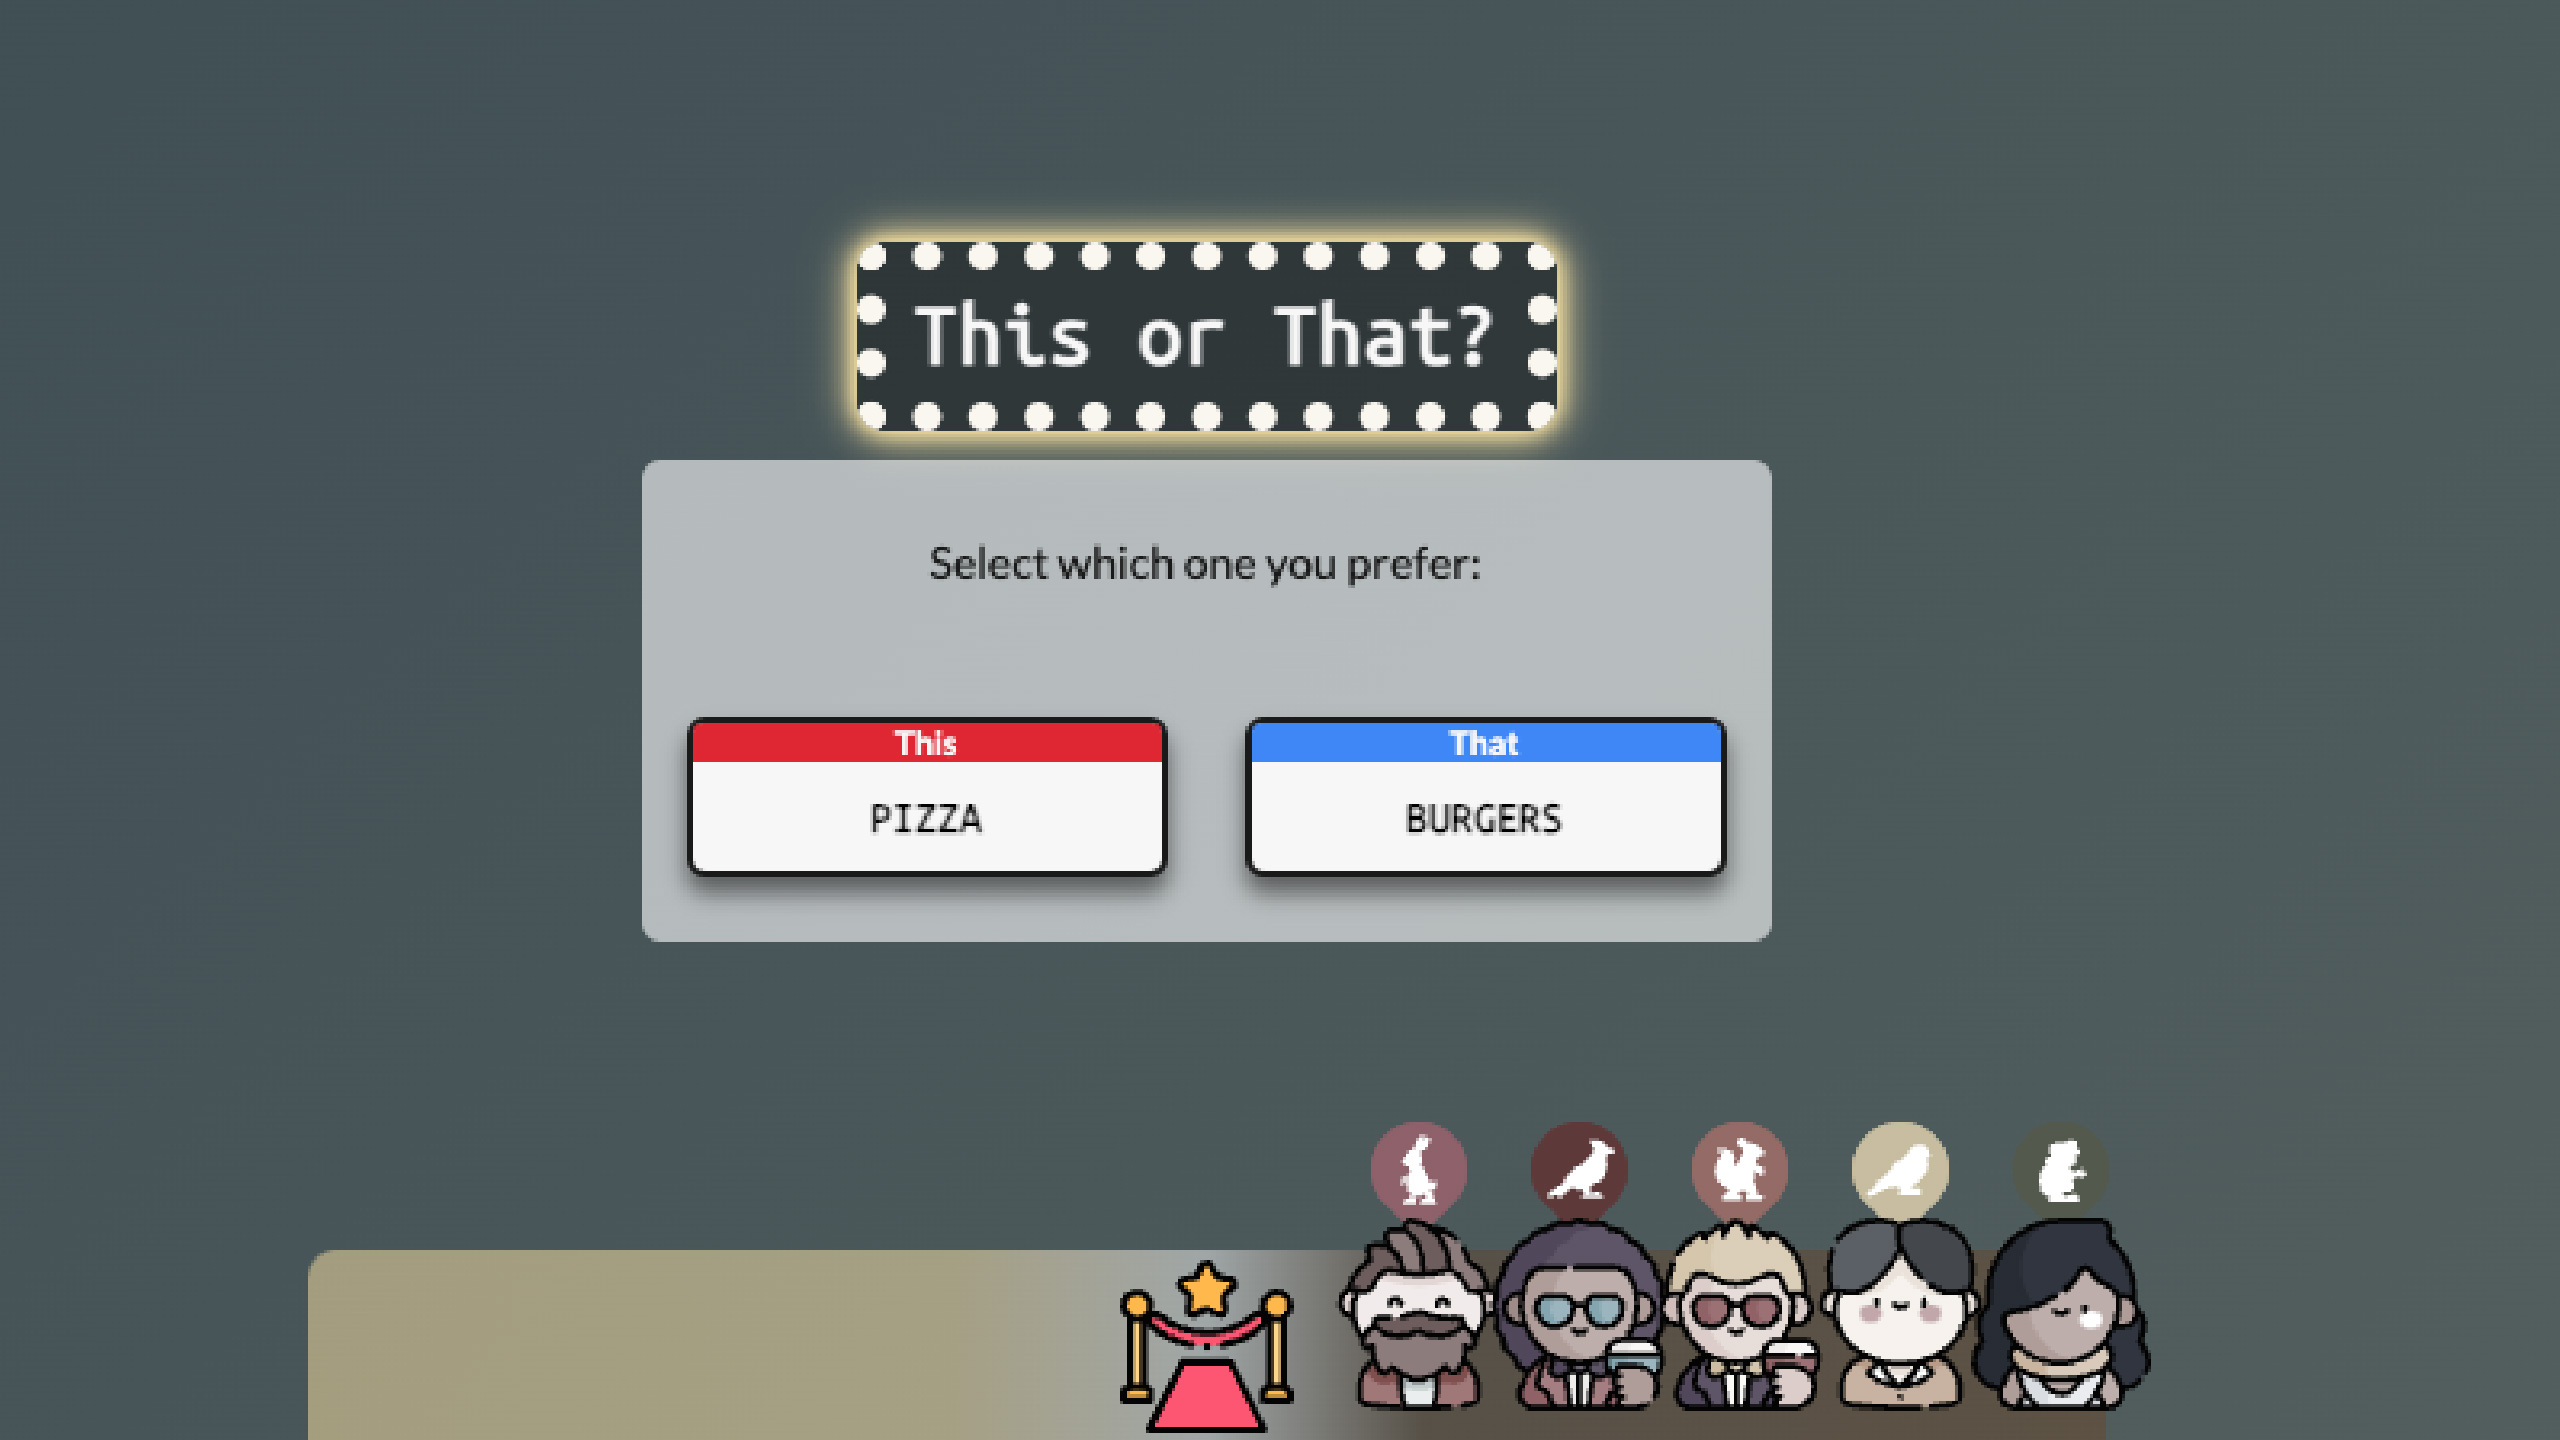 This or That?
Select which one you prefer:
This
PIZZA
That
BURGERS